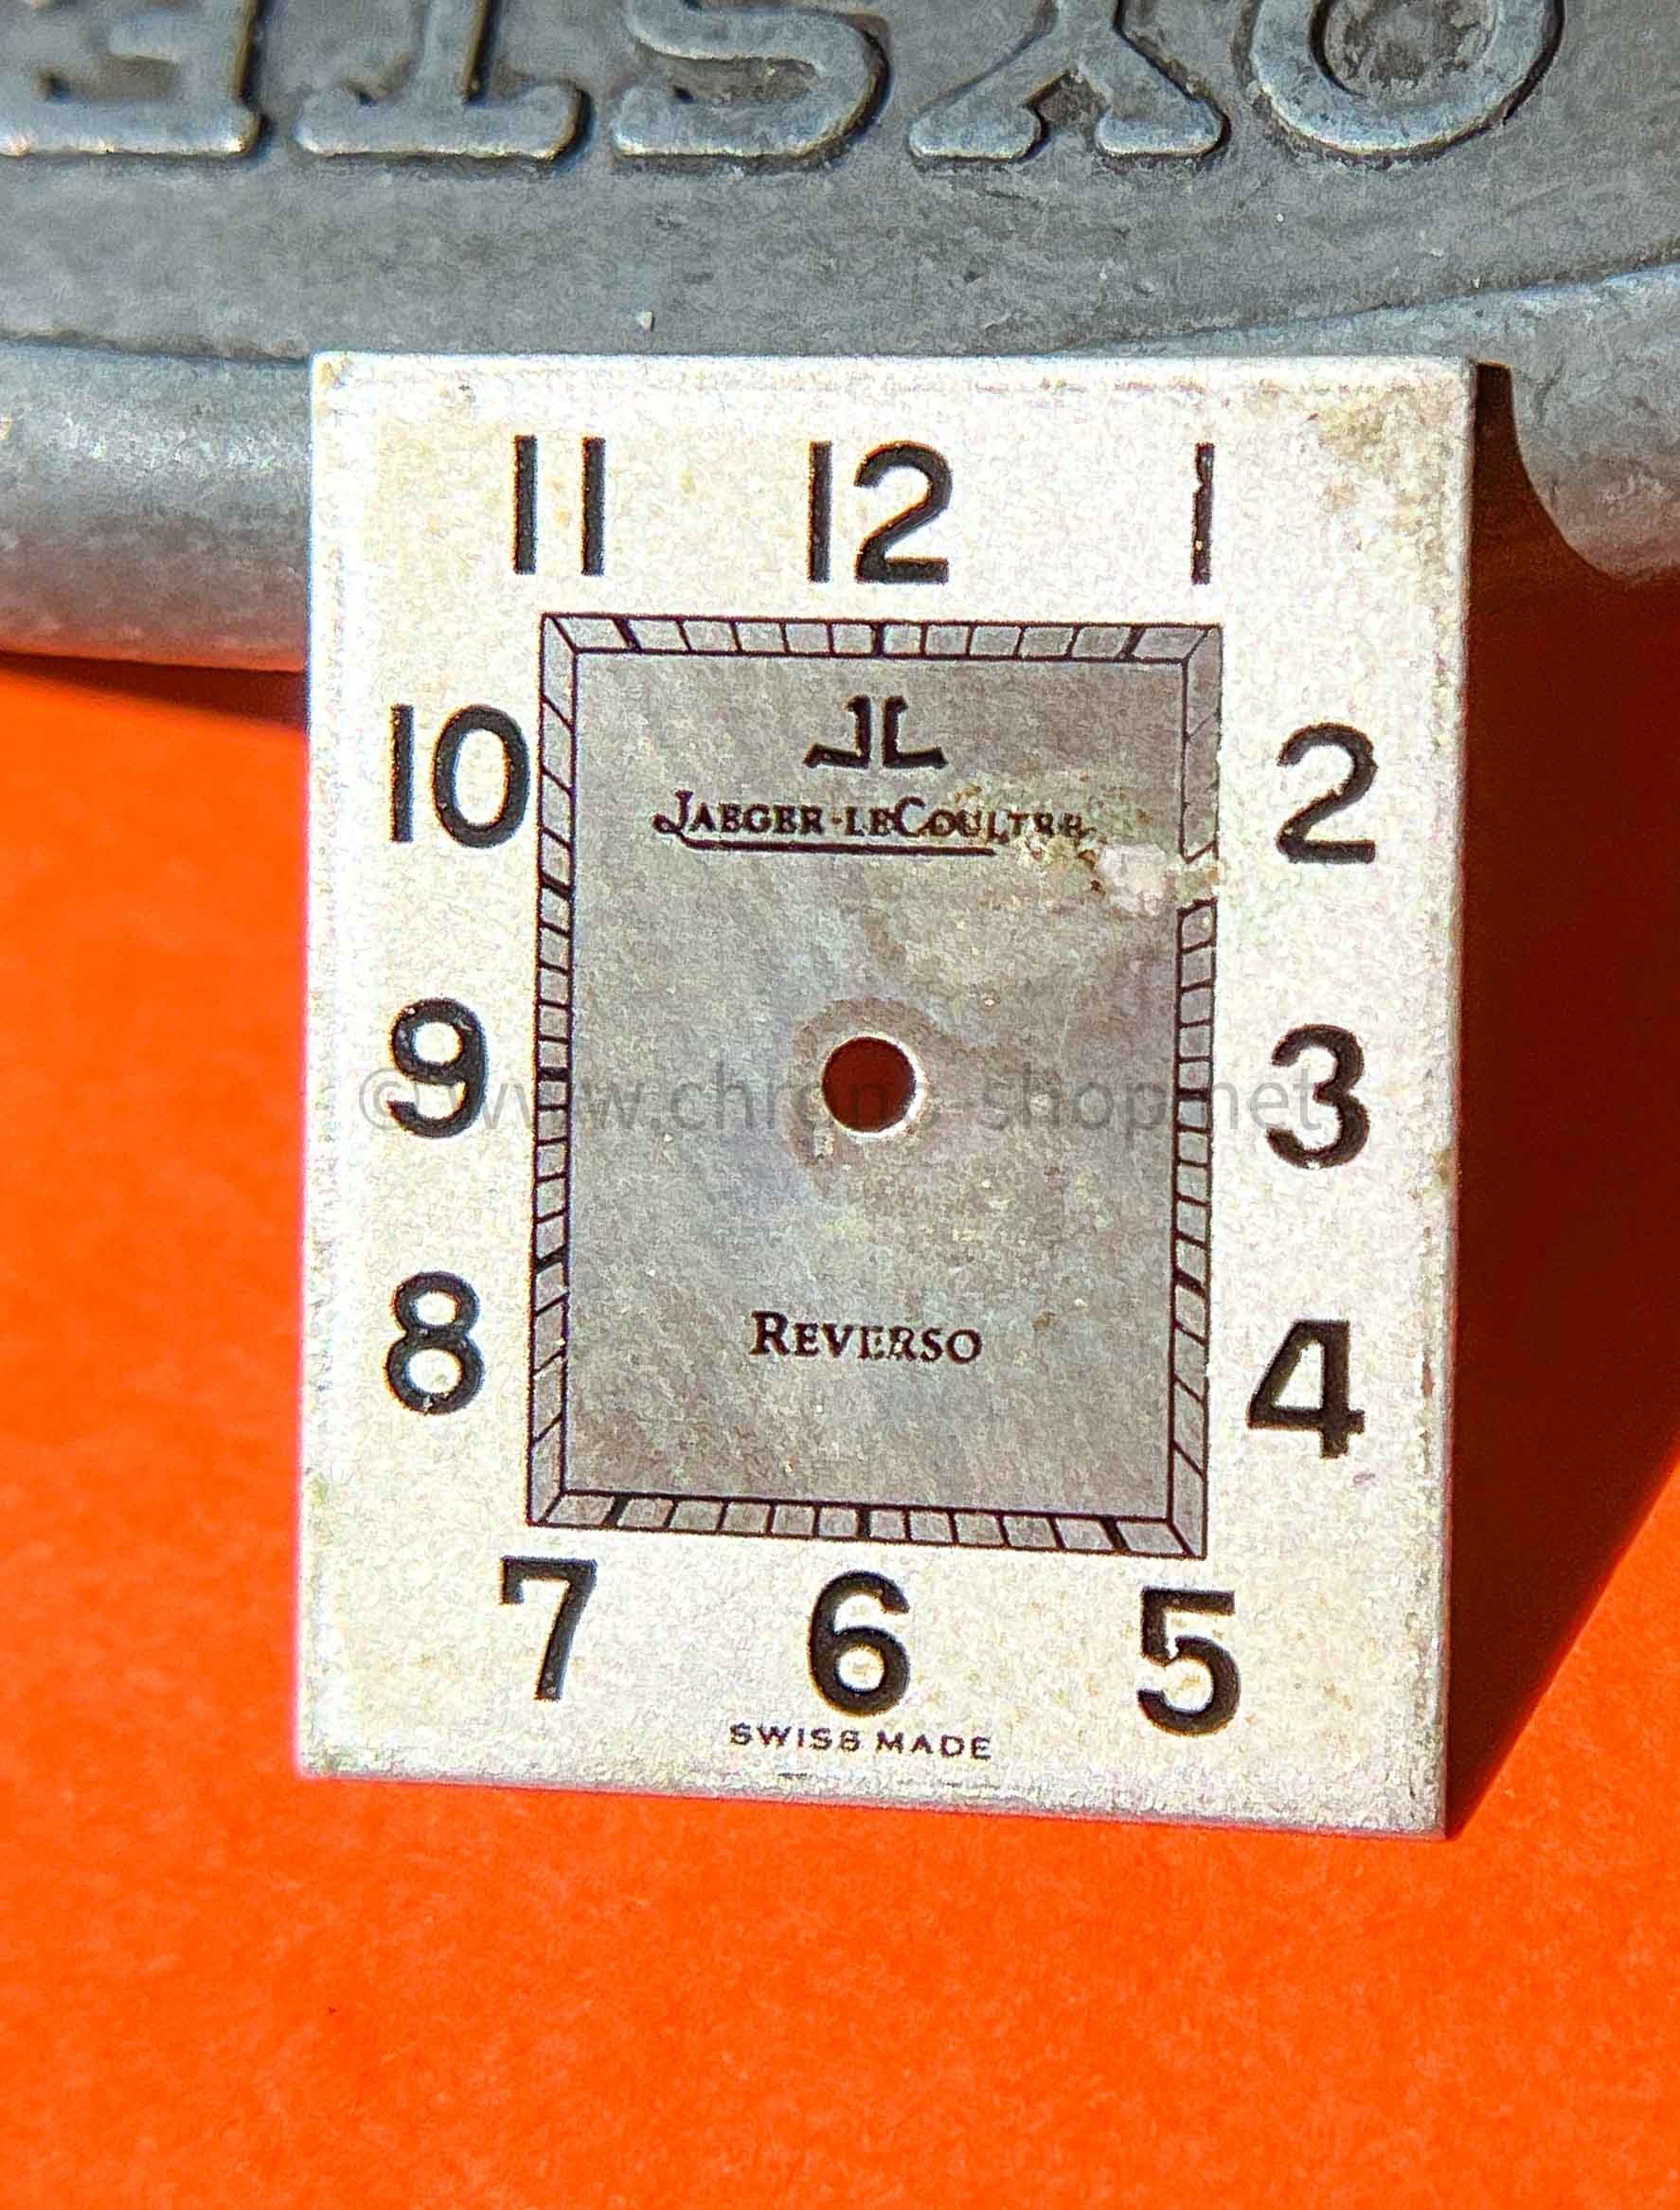 OYSTE
11 12 1
10 2
JL
JAEGER-LECOULTRE
9 3
© www.chrono-shop.net
8 4
REVERSO
7 6 5
SWISS MADE